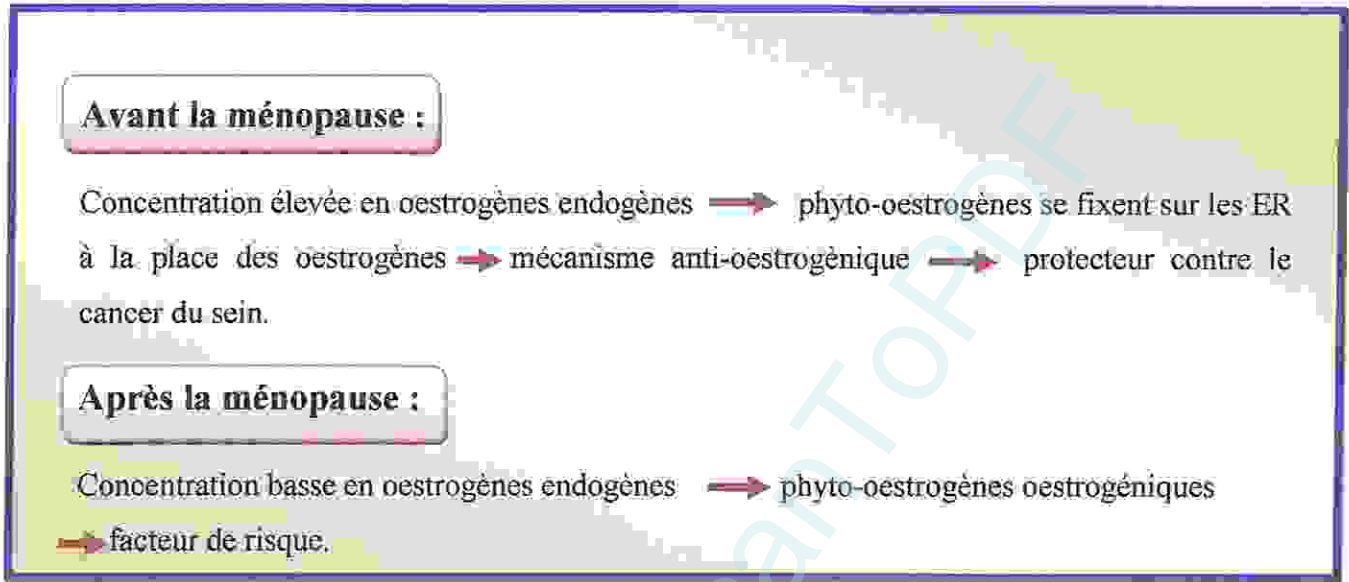 Avant la ménopause :
Concentration élevée en oestrogènes endogènes phyto-oestrogènes se fixent sur les ER
à la place des oestrogènes mécanisme anti-oestrogénique protecteur contre le
cancer du sein.
Après la ménopause :
Concentration basse en oestrogènes endogènes phyto-oestrogènes oestrogéniques
facteur de risque.
anToPDF